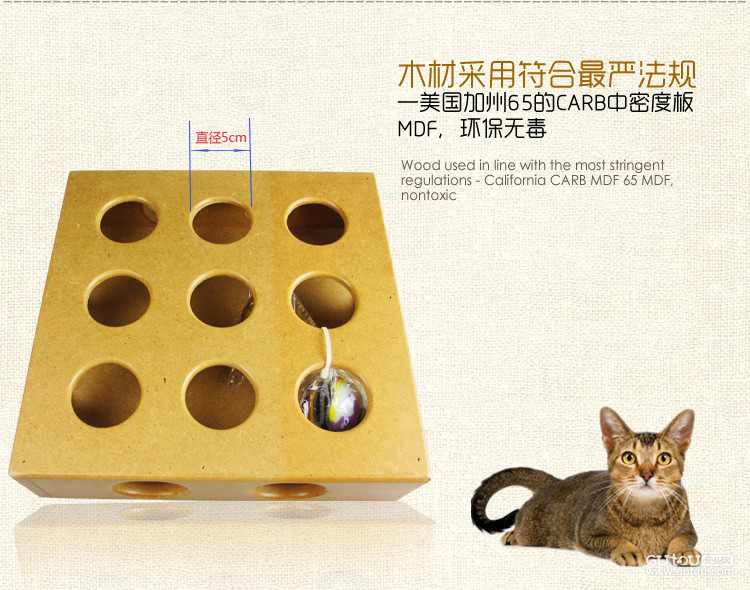 木材采用符合最严法规
一美国加州65的CARB中密度板
MDF, 环保无毒
Wood used in line with the most stringent
regulations - California CARB MDF 65 MDF,
nontoxic
直径5cm